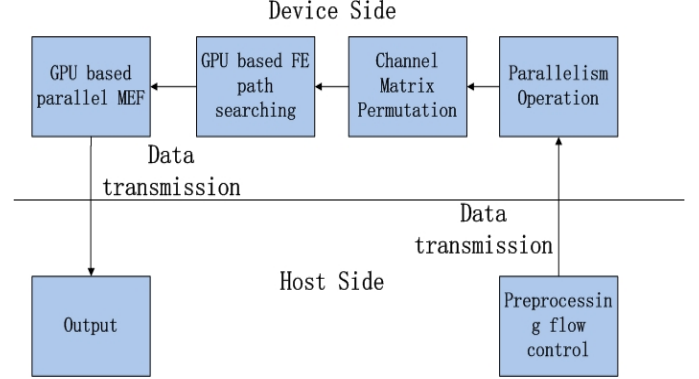 Device Side
GPU based
parallel MEF
GPU based FE
path
searching
Channel
Matrix
Permutation
Parallelism
Operation
Data
transmission
Data
transmission
Host Side
Output
Preprocessin
g flow
control